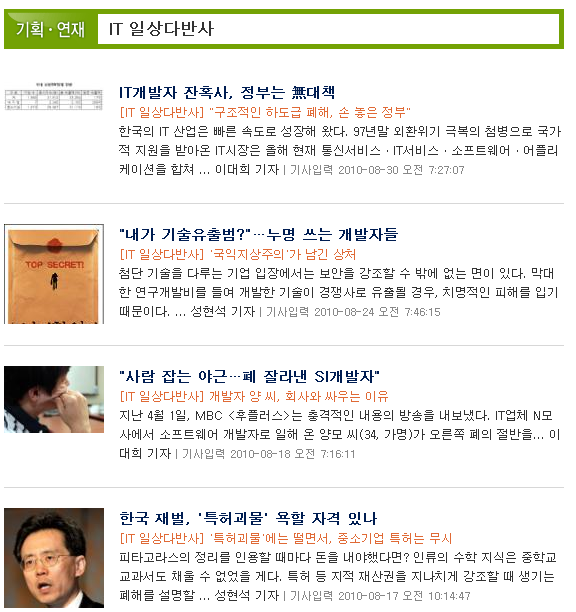 기획·연재 IT 일상다반사
IT개발자 잔혹사, 정부는 無대책
[IT 일상다반사] "구조적인 하도급 폐해, 손 놓은 정부"
한국의 IT 산업은 빠른 속도로 성장해 왔다. 97년말 외환위기 극복의 첨병으로 국가
적 지원을 받아온 IT시장은 올해 현재 통신서비스·IT서비스·소프트웨어·어플리
케이션을 합쳐 ... 이대희 기자 | 기사입력 2010-08-30 오전 7:27:07
"내가 기술유출범?"…누명 쓰는 개발자들
[IT 일상다반사] '국익지상주의'가 남긴 상처
TOP SECRET!
첨단 기술을 다루는 기업 입장에서는 보안을 강조할 수 밖에 없는 면이 있다. 막대
한 연구개발비를 들여 개발한 기술이 경쟁사로 유출될 경우, 치명적인 피해를 입기
때문이다. ... 성현석 기자 | 기사입력 2010-08-24 오전 7:46:15
"사람 잡는 야근…폐 잘라낸 SI개발자"
[IT 일상다반사] 개발자 양 씨, 회사와 싸우는 이유
지난 4월 1일, MBC <후플러스>는 충격적인 내용의 방송을 내보냈다. IT업체 N모
사에서 소프트웨어 개발자로 일해 온 양모 씨(34, 가명)가 오른쪽 폐의 절반을... 이
대희 기자 | 기사입력 2010-08-18 오전 7:16:11
한국 재벌, '특허괴물' 욕할 자격 있나
[IT 일상다반사] '특허괴물'에는 떨면서, 중소기업 특허는 무시
피타고라스의 정리를 인용할 때마다 돈을 내야했다면? 인류의 수학 지식은 중학교
교과서도 채울 수 없었을 게다. 특허 등 지적 재산권을 지나치게 강조할 때 생기는
폐해를 설명할 ... 성현석 기자 | 기사입력 2010-08-17 오전 10:14:47